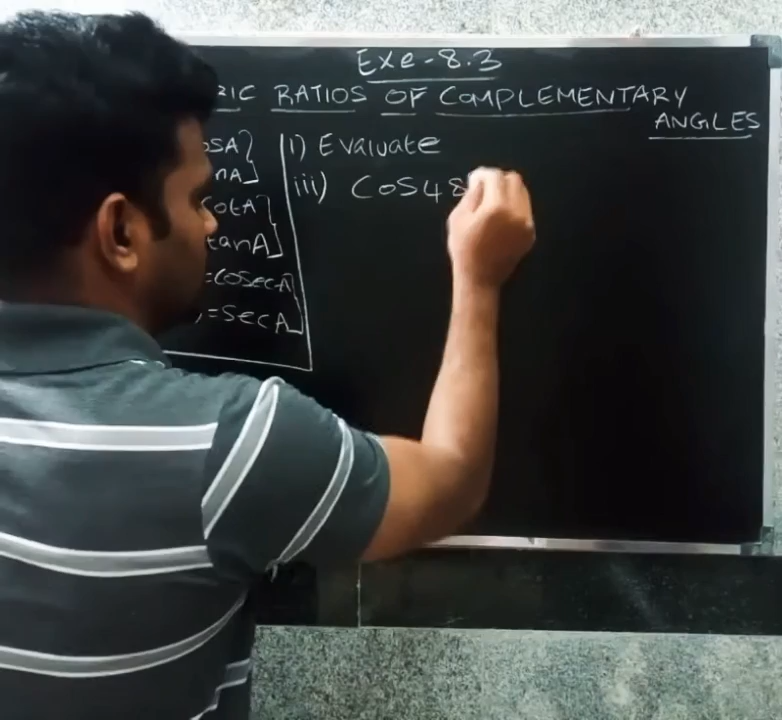 Exe-8.3
RIC RATIOS OF COMPLEMENTARY
ANGLES
osA]
nA]
cotA]
tanA]
=cosecA
=secA]
1) Evaluate
iii) Cos48